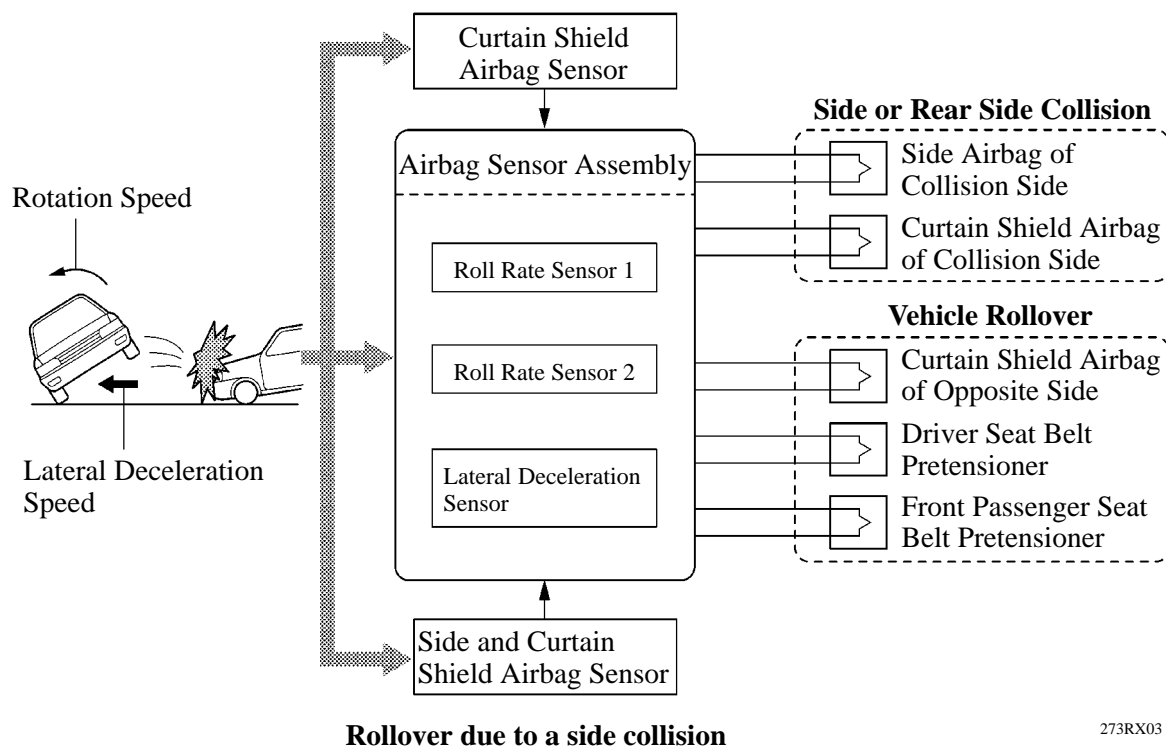 Curtain Shield
Airbag Sensor
Side or Rear Side Collision
Airbag Sensor Assembly
Side Airbag of
Collision Side
Rotation Speed
Curtain Shield Airbag
of Collision Side
Roll Rate Sensor 1
Vehicle Rollover
Roll Rate Sensor 2
Curtain Shield Airbag
of Opposite Side
Driver Seat Belt
Pretensioner
Lateral Deceleration
Speed
Lateral Deceleration
Sensor
Front Passenger Seat
Belt Pretensioner
Side and Curtain
Shield Airbag Sensor
Rollover due to a side collision
273RX03